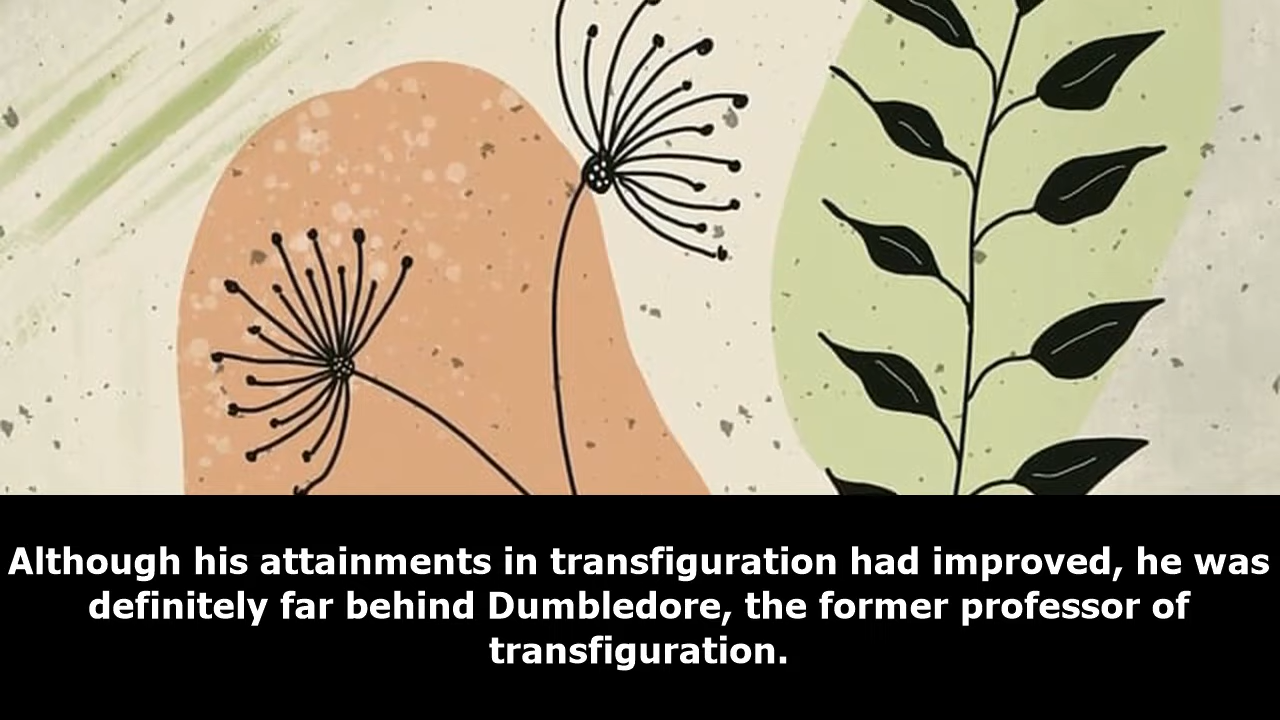 Although his attainments in transfiguration had improved, he was
definitely far behind Dumbledore, the former professor of
transfiguration.